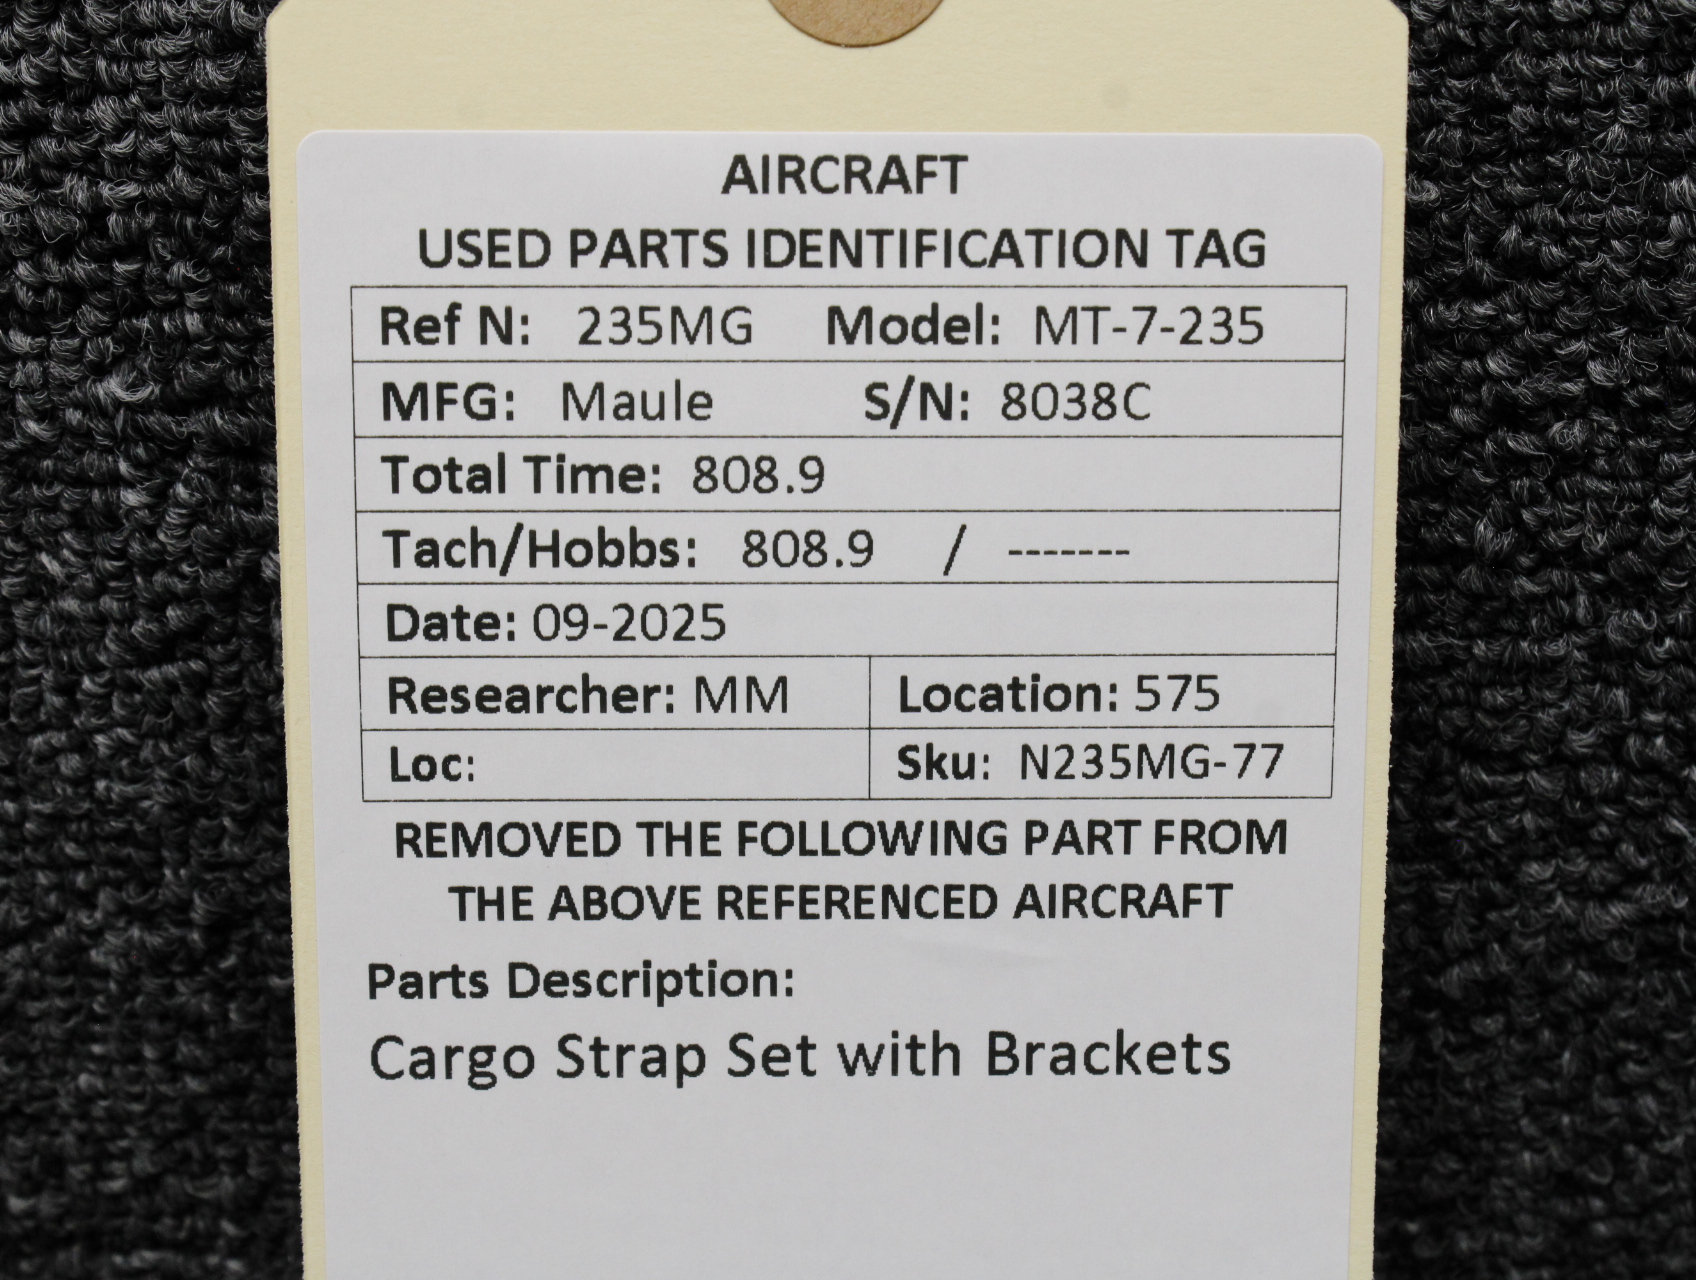 AIRCRAFT
USED PARTS IDENTIFICATION TAG
Ref N: 235MG Model: MT-7-235
MFG: Maule S/N: 8038C
Total Time: 808.9
Tach/Hobbs: 808.9 / -------
Date: 09-2025
Researcher: MM Location: 575
Loc: Sku: N235MG-77
REMOVED THE FOLLOWING PART FROM
THE ABOVE REFERENCED AIRCRAFT
Parts Description:
Cargo Strap Set with Brackets